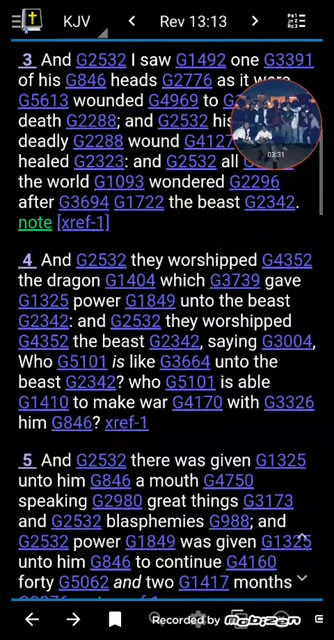 KJV Rev 13:13
3 And G2532 I saw G1492 one G3391
of his G846 heads G2776 as it were
G5613 wounded G4969 to
death G2288; and G2532 his
deadly G2288 wound
healed G2323: and G2532 all
the world G1093 wondered G2296
after G3694 G1722 the beast G2342.
note [xref-1]
03:31
4 And G2532 they worshipped G4352
the dragon G1404 which G3739 gave
G1325 power G1849 unto the beast
G2342: and G2532 they worshipped
G4352 the beast G2342, saying G3004,
Who G5101 is like G3664 unto the
beast G2342? who G5101 is able
G1410 to make war G4170 with G3326
him G846? xref-1
5 And G2532 there was given G1325
unto him G846 a mouth G4750
speaking G2980 great things G3173
and G2532 blasphemies G988; and
G2532 power G1849 was given G1325
unto him G846 to continue G4160
forty G5062 and two G1417 months
Recorded by Mobizen